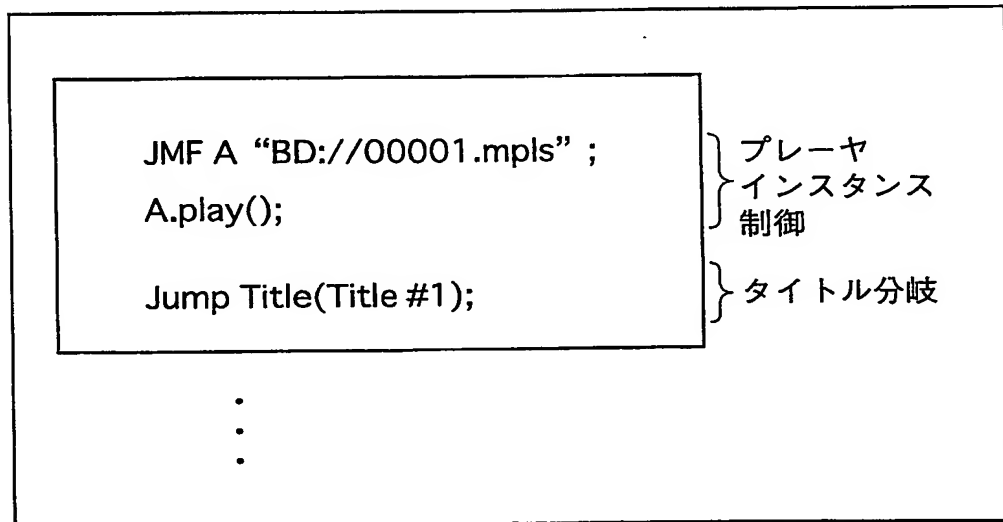 JMF A “BD://00001.mpls” ;
A.play();
プレーヤ
インスタンス
制御
Jump Title(Title #1);
タイトル分岐